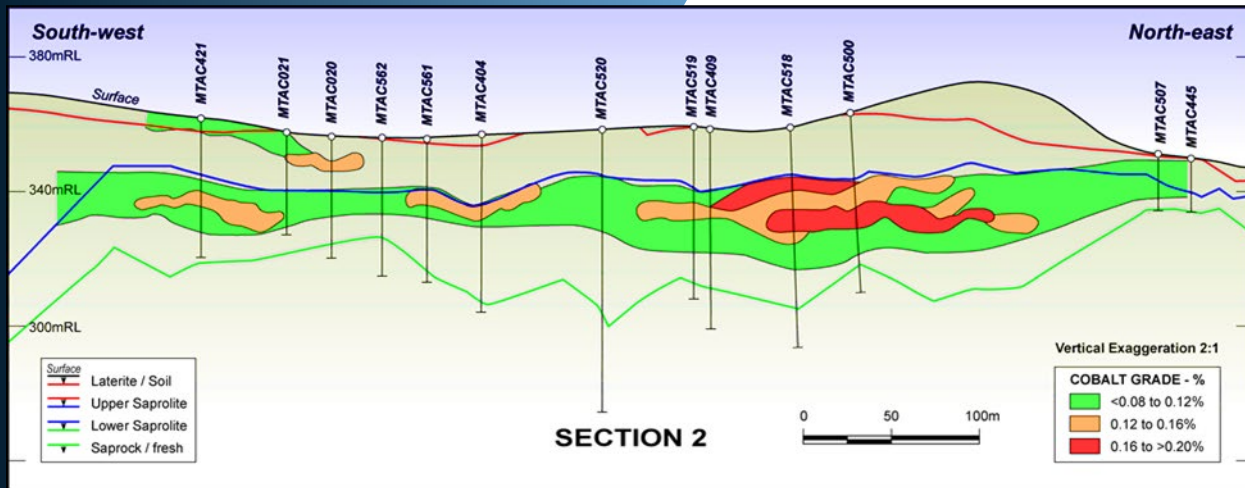 South-west
North-east
380mRL
Surface
MTAC421
MTAC021
MTAC020
MTAC562
MTAC561
MTAC404
MTAC520
MTAC519
MTAC409
MTAC518
MTAC500
MTAC507
MTAC445
340mRL
300mRL
Surface
Laterite / Soil
Upper Saprolite
Lower Saprolite
Saprock / fresh
SECTION 2
0 50 100m
Vertical Exaggeration 2:1
COBALT GRADE - %
<0.08 to 0.12%
0.12 to 0.16%
0.16 to >0.20%